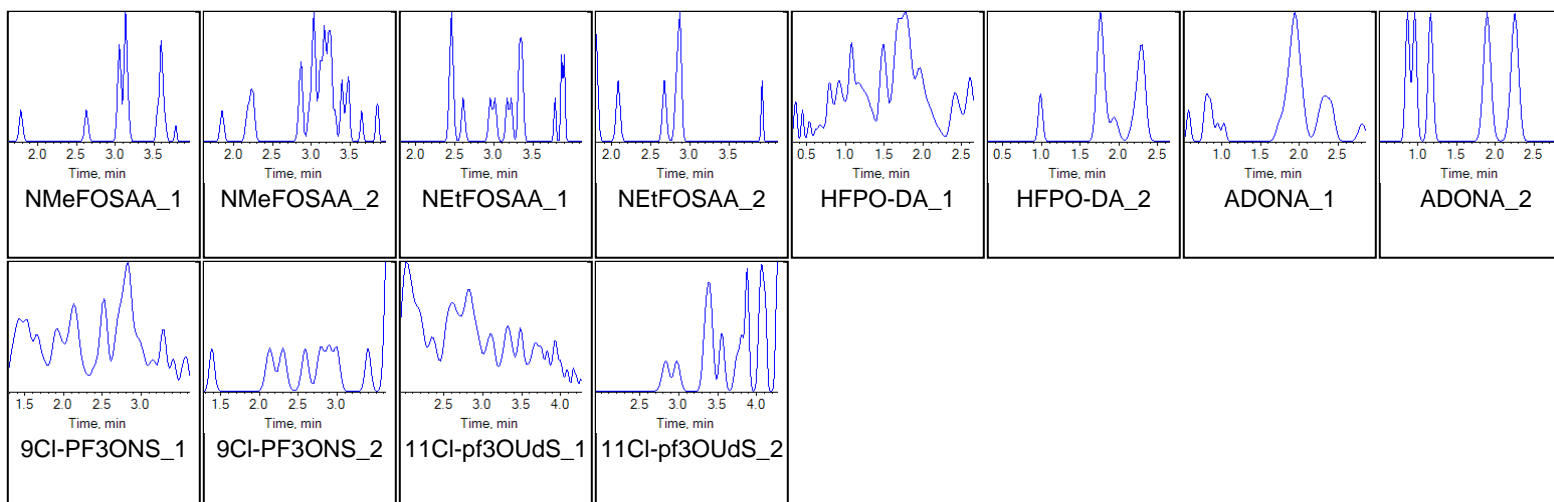 2.0 2.5 3.0 3.5 2.0 2.5 3.0 3.5 2.0 2.5 3.0 3.5 4.0 2.0 2.5 3.0 3.5 4.0 0.5 1.0 1.5 2.0 2.5 0.5 1.0 1.5 2.0 2.5 1.0 1.5 2.0 2.5 1.0 1.5 2.0 2.5
Time, min Time, min Time, min Time, min Time, min Time, min Time, min Time, min
NMeFOSAA_1 NMeFOSAA_2 NEtFOSAA_1 NEtFOSAA_2 HFPO-DA_1 HFPO-DA_2 ADONA_1 ADONA_2
1.5 2.0 2.5 3.0 1.5 2.0 2.5 3.0 2.5 3.0 3.5 4.0 2.5 3.0 3.5 4.0
Time, min Time, min Time, min Time, min
9Cl-PF3ONS_1 9Cl-PF3ONS_2 11Cl-pf3OUdS_1 11Cl-pf3OUdS_2